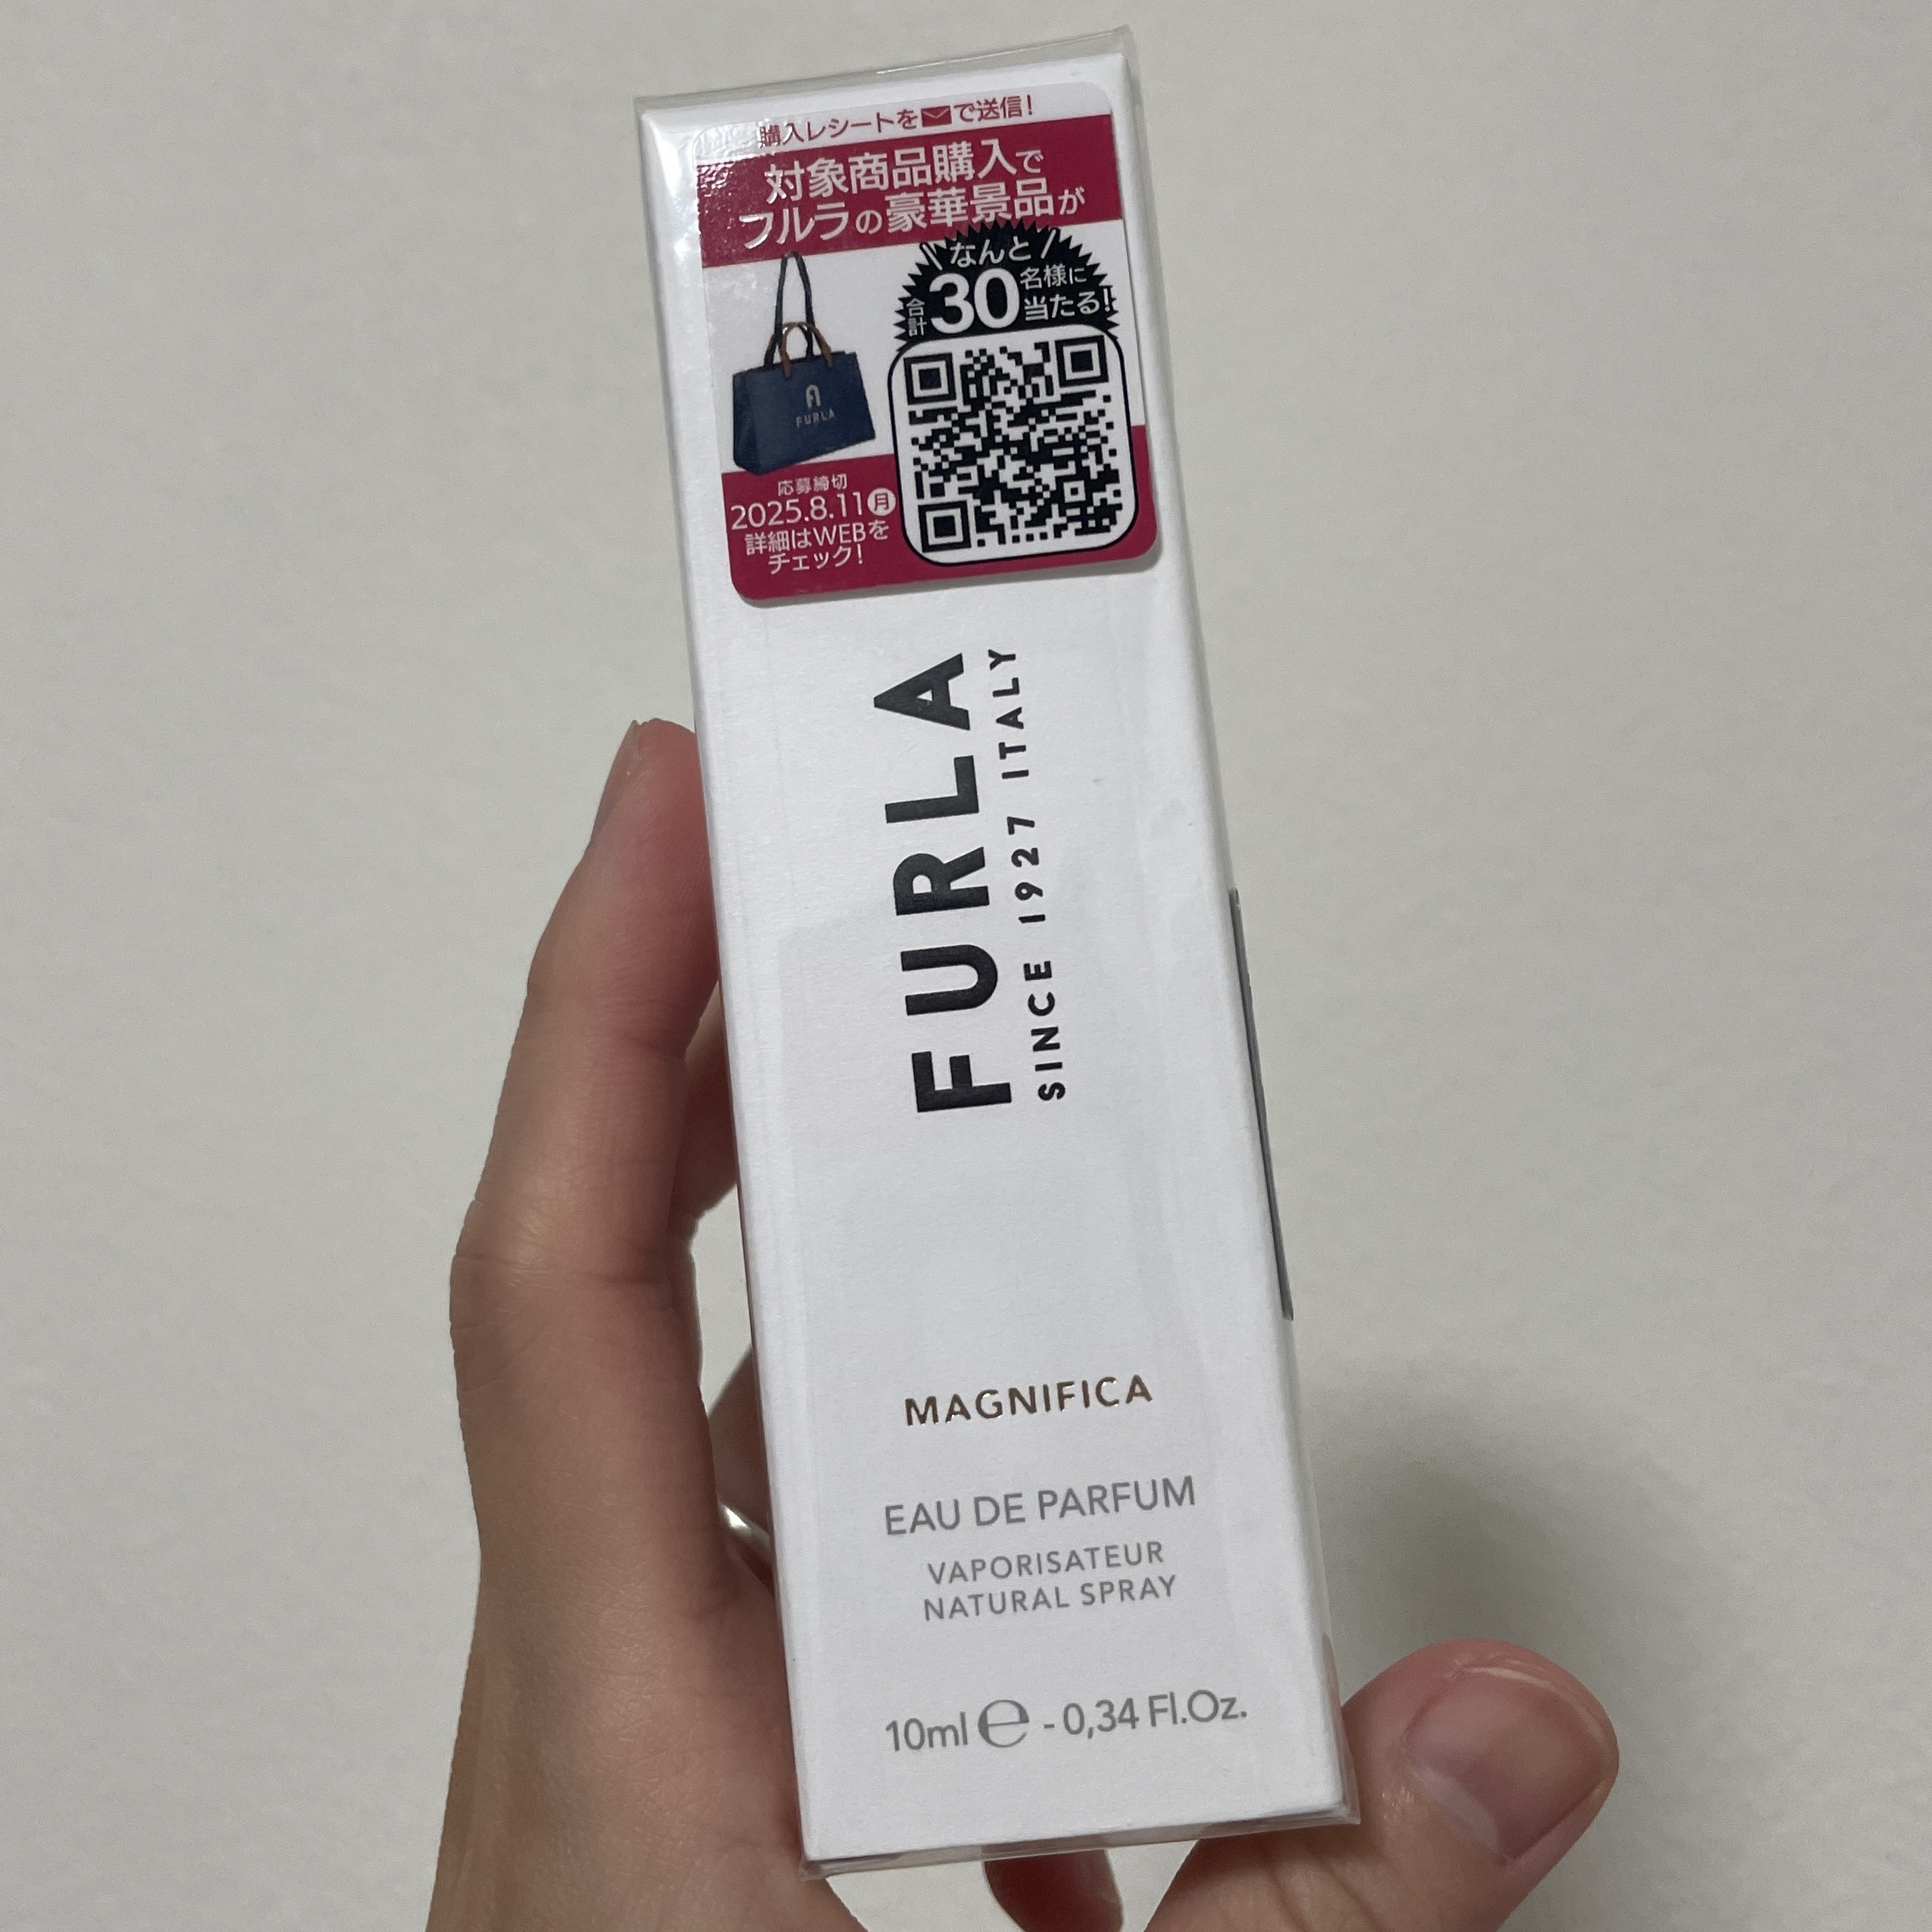 購入レシートを✉で送信!
対象商品購入で
フルラの豪華景品が
なんと
合計30名様に
当たる!
FURLA
応募締切
2025.8.11㊊
詳細はWEBを
チェック!
FURLA
SINCE 1927 ITALY
MAGNIFICA
EAU DE PARFUM
VAPORISATEUR
NATURAL SPRAY
10ml ℮ - 0,34 Fl.Oz.